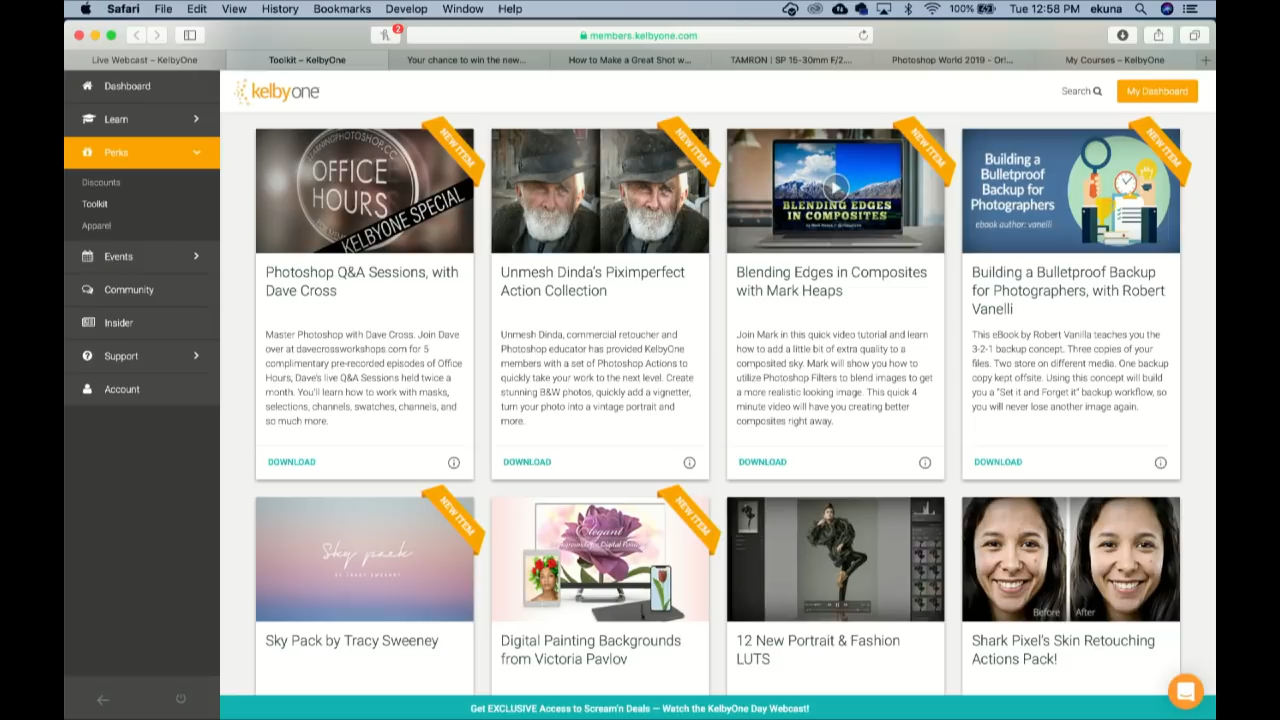 Safari File Edit View History Bookmarks Develop Window Help 100% Tue 12:58 PM ekuna
2
members.kelbyone.com
Live Webcast – KelbyOne
Toolkit – KelbyOne
Your chance to win the new...
How to Make a Great Shot w...
TAMRON | SP 15-30mm F/2....
Photoshop World 2019 - Orl...
My Courses – KelbyOne
Dashboard
Learn
Perks
Discounts
Toolkit
Apparel
Events
Community
Insider
Support
Account
kelbyone
Search
My Dashboard
OFFICE
HOURS
KELBYONE SPECIAL
NEW ITEM
Photoshop Q&A Sessions, with
Dave Cross
Master Photoshop with Dave Cross. Join Dave
over at davecrossworkshops.com for 5
complimentary pre-recorded episodes of Office
Hours, Dave's live Q&A Sessions held twice a
month. You'll learn how to work with masks,
selections, channels, swatches, channels, and
so much more.
DOWNLOAD
NEW ITEM
Unmesh Dinda's Piximperfect
Action Collection
Unmesh Dinda, commercial retoucher and
Photoshop educator has provided KelbyOne
members with a set of Photoshop Actions to
quickly take your work to the next level. Create
stunning B&W photos, quickly add a vignetter,
turn your photo into a vintage portrait and
more.
DOWNLOAD
BLENDING EDGES
IN COMPOSITES
NEW ITEM
Blending Edges in Composites
with Mark Heaps
Join Mark in this quick video tutorial and learn
how to add a little bit of extra quality to a
composited sky. Mark will show you how to
utilize Photoshop Filters to blend images to get
a more realistic looking image. This quick 4
minute video will have you creating better
composites right away.
DOWNLOAD
Building a
Bulletproof
Backup for
Photographers
ebook author: vanelli
NEW ITEM
Building a Bulletproof Backup
for Photographers, with Robert
Vanelli
This eBook by Robert Vanilla teaches you the
3-2-1 backup concept. Three copies of your
files. Two store on different media. One backup
copy kept offsite. Using this concept will build
you a "Set it and Forget it" backup workflow, so
you will never lose another image again.
DOWNLOAD
Sky pack
BY TRACY SWEENEY
NEW ITEM
Sky Pack by Tracy Sweeney
Elegant
NEW ITEM
Digital Painting Backgrounds
from Victoria Pavlov
12 New Portrait & Fashion
LUTS
Before After
Shark Pixel's Skin Retouching
Actions Pack!
Get EXCLUSIVE Access to Scream'n Deals — Watch the KelbyOne Day Webcast!